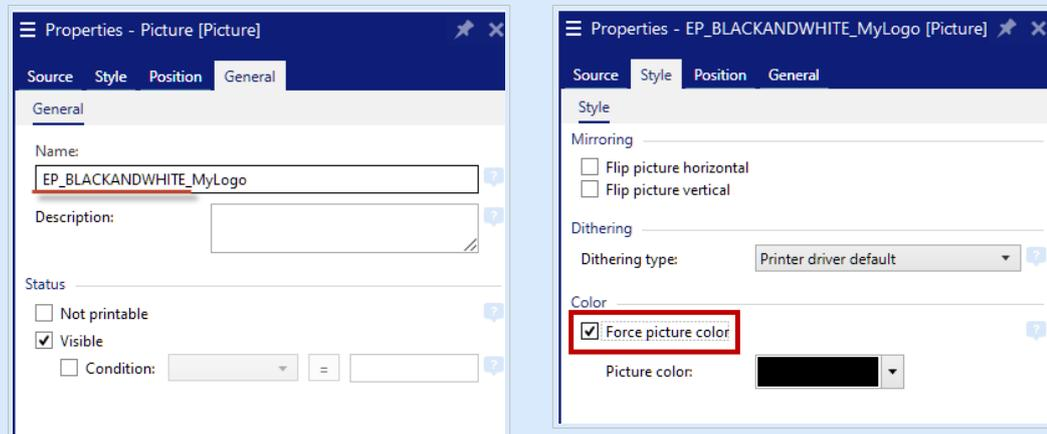 Properties - Picture [Picture]
Source Style Position General
General
Name:
EP_BLACKANDWHITE_MyLogo
Description:
Status
Not printable
Visible
Condition: =
Properties - EP_BLACKANDWHITE_MyLogo [Picture]
Source Style Position General
Style
Mirroring
Flip picture horizontal
Flip picture vertical
Dithering
Dithering type: Printer driver default
Color
Force picture color
Picture color: